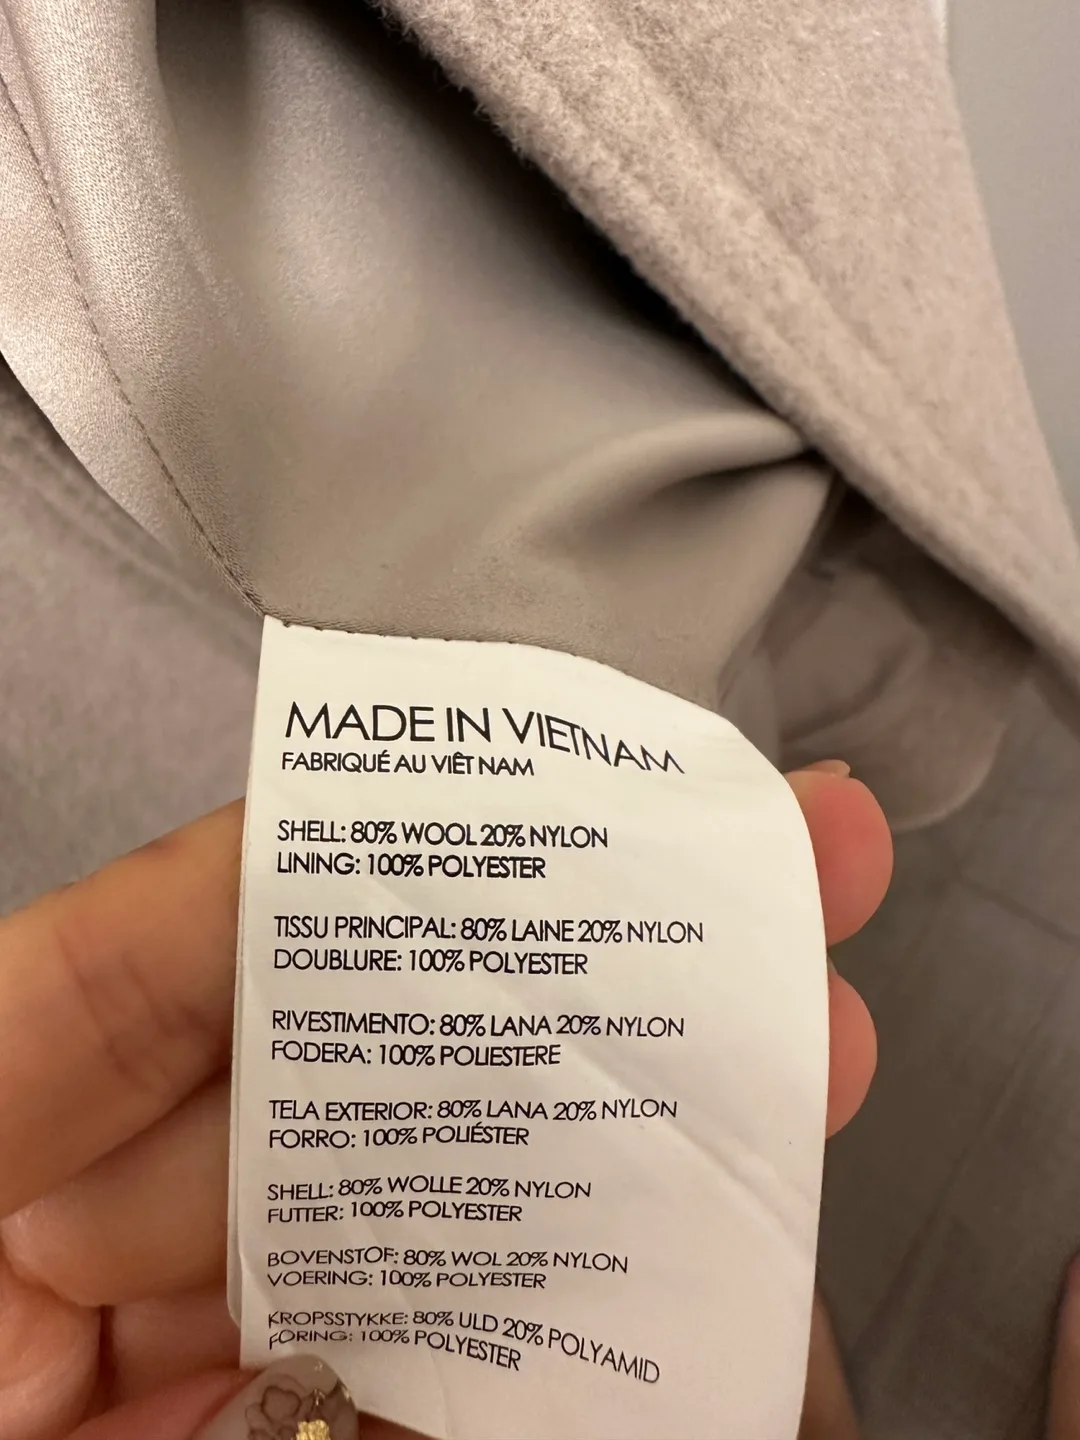 MADE IN VIETNAM
FABRIQUÉ AU VIÊT NAM
SHELL: 80% WOOL 20% NYLON
LINING: 100% POLYESTER
TISSU PRINCIPAL: 80% LAINE 20% NYLON
DOUBLURE: 100% POLYESTER
RIVESTIMENTO: 80% LANA 20% NYLON
FODERA: 100% POLIESTERE
TELA EXTERIOR: 80% LANA 20% NYLON
FORRO: 100% POLIÉSTER
SHELL: 80% WOLLE 20% NYLON
FUTTER: 100% POLYESTER
BOVENSTOF: 80% WOL 20% NYLON
VOERING: 100% POLYESTER
KROPSSTYKKE: 80% ULD 20% POLYAMID
FORING: 100% POLYESTER